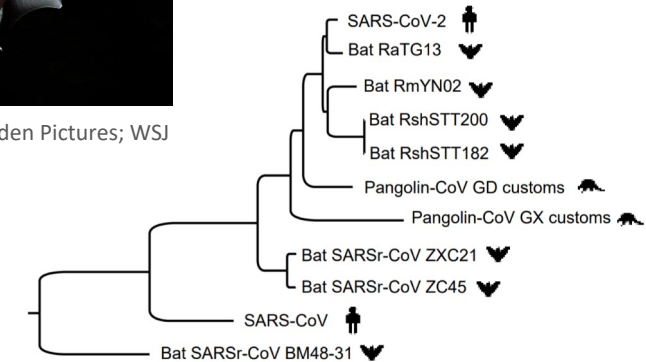 den Pictures; WSJ
SARS-CoV-2
Bat RaTG13
Bat RmYN02
Bat RshSTT200
Bat RshSTT182
Pangolin-CoV GD customs
Pangolin-CoV GX customs
Bat SARSr-CoV ZXC21
Bat SARSr-CoV ZC45
SARS-CoV
Bat SARSr-CoV BM48-31